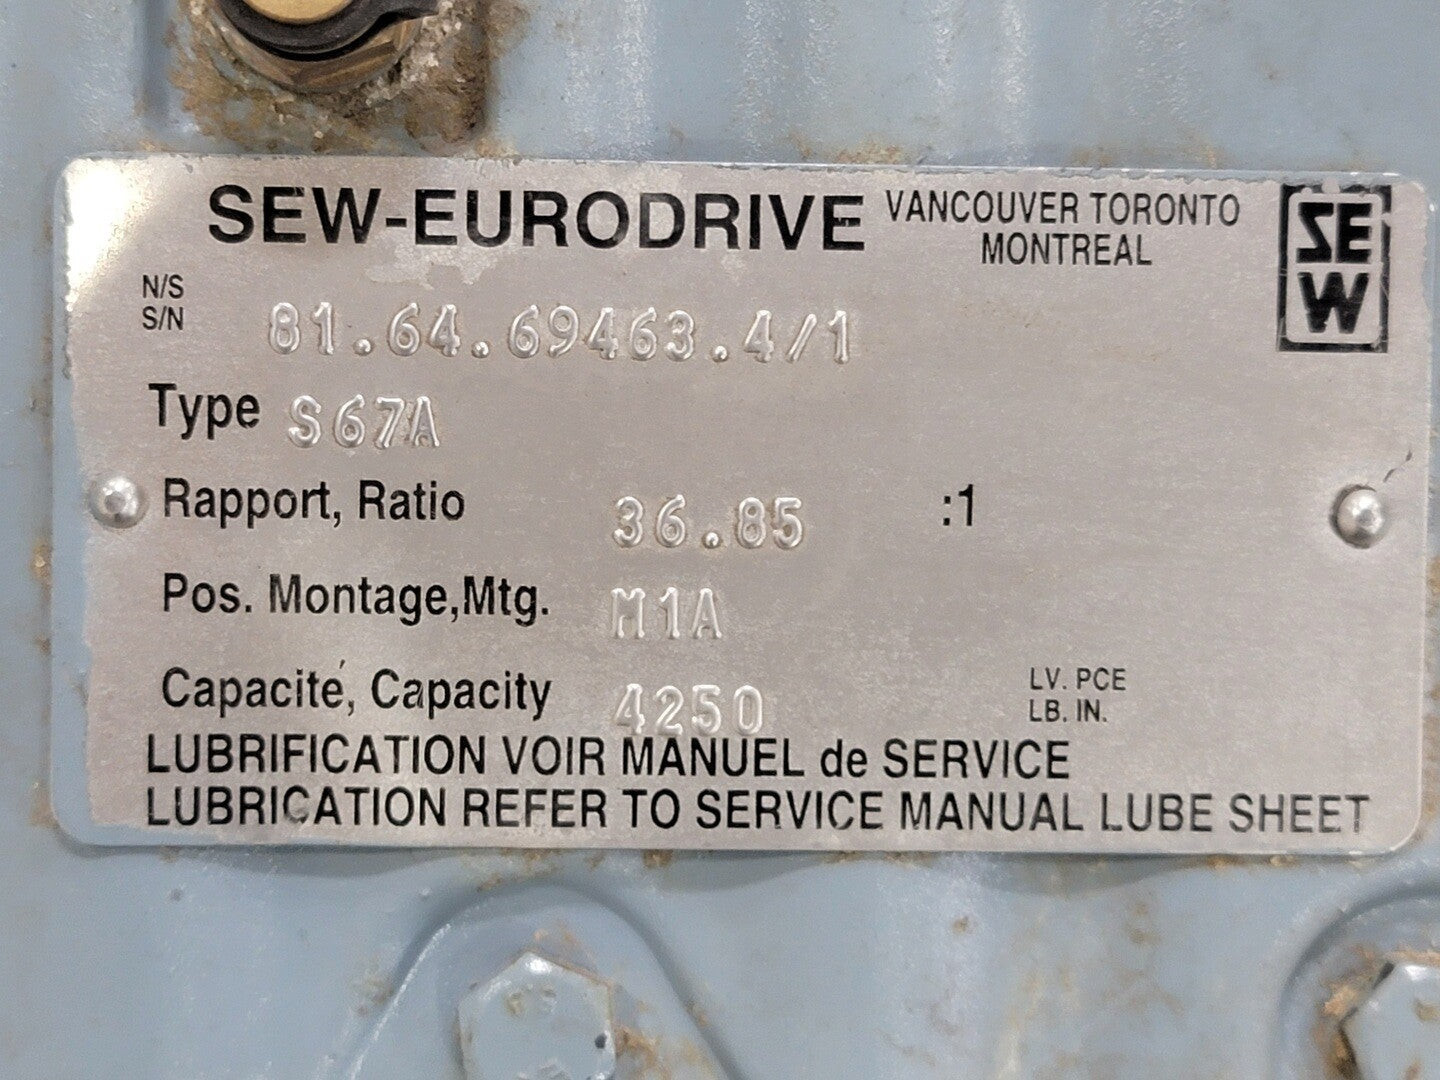 SEW-EURODRIVE VANCOUVER TORONTO
MONTREAL
SE
W
N/S
S/N 81.64.69463.4/1
Type S67A
Rapport, Ratio 36.85 :1
Pos. Montage,Mtg. M1A
Capacité, Capacity 4250 LV. PCE
LB. IN.
LUBRIFICATION VOIR MANUEL de SERVICE
LUBRICATION REFER TO SERVICE MANUAL LUBE SHEET